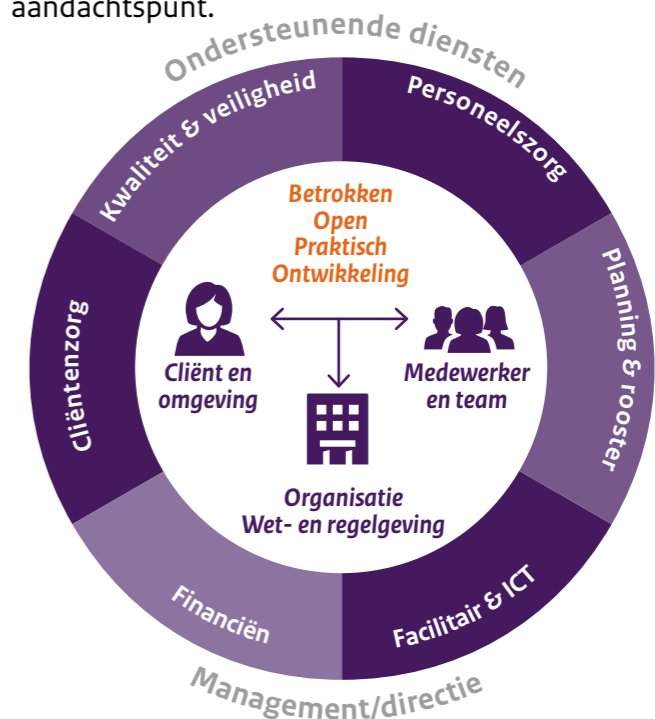 aandachtspunt.
Ondersteunende diensten
Kwaliteit & veiligheid
Personeelszorg
Planning & rooster
Facilitair & ICT
Financiën
Cliëntenzorg
Betrokken
Open
Praktisch
Ontwikkeling
Cliënt en
omgeving
Medewerker
en team
Organisatie
Wet- en regelgeving
Management/directie